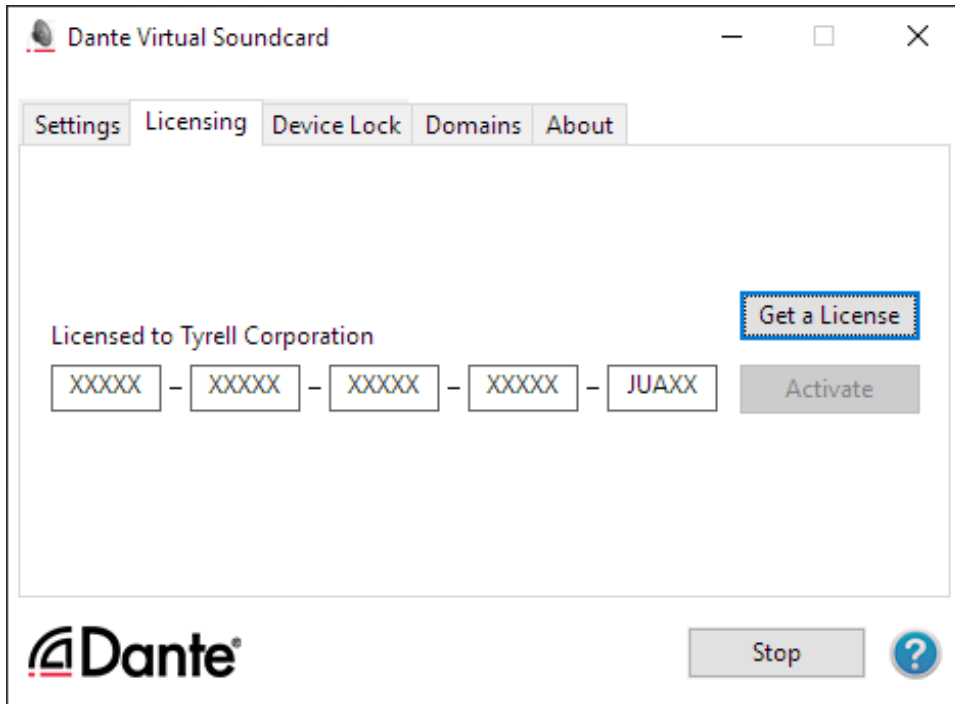 Dante Virtual Soundcard
Settings Licensing Device Lock Domains About
Get a License
Licensed to Tyrell Corporation
XXXXX – XXXXX – XXXXX – XXXXX – JUAXX
Activate
Dante®
Stop
?